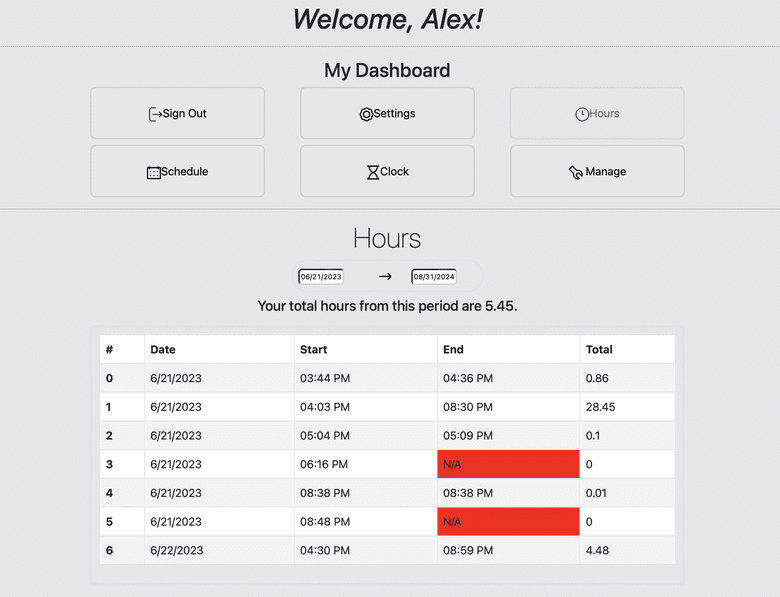 Welcome, Alex!
My Dashboard
Sign Out Settings Hours
Schedule Clock Manage
Hours
06/21/2023 → 08/31/2024
Your total hours from this period are 5.45.
# Date Start End Total
0 6/21/2023 03:44 PM 04:36 PM 0.86
1 6/21/2023 04:03 PM 08:30 PM 28.45
2 6/21/2023 05:04 PM 05:09 PM 0.1
3 6/21/2023 06:16 PM N/A 0
4 6/21/2023 08:38 PM 08:38 PM 0.01
5 6/21/2023 08:48 PM N/A 0
6 6/22/2023 04:30 PM 08:59 PM 4.48